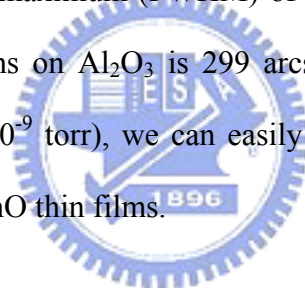 maximum (FWHM) of
ns on Al₂O₃ is 299 arcs
0⁻⁹ torr), we can easily
nO thin films.
ES
1896